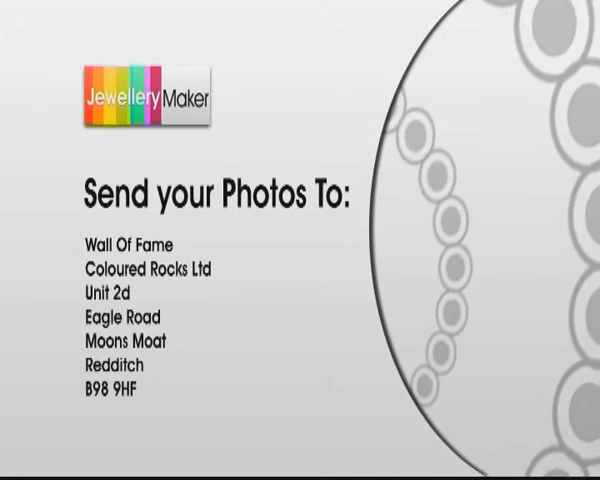 JewelleryMaker
Send your Photos To:
Wall Of Fame
Coloured Rocks Ltd
Unit 2d
Eagle Road
Moons Moat
Redditch
B98 9HF